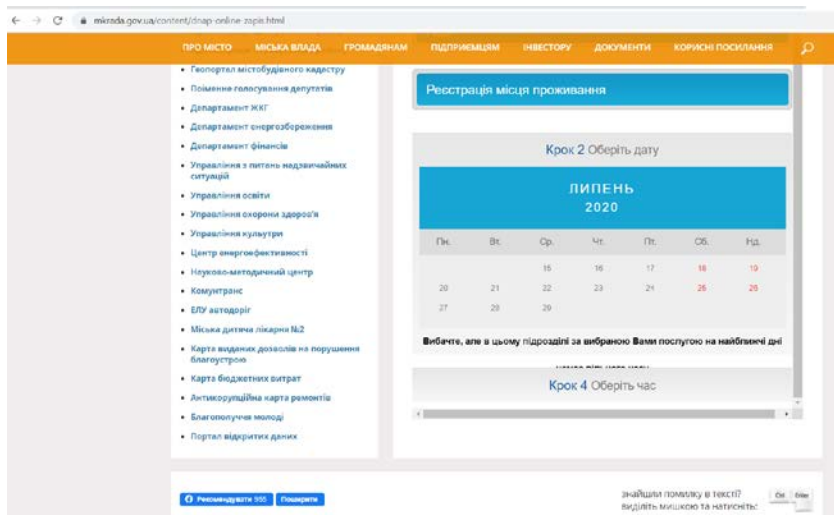 mkrada.gov.ua/content/dnap-online-zapis.html
ПРО МІСТО МІСЬКА ВЛАДА ГРОМАДЯНАМ ПІДПРИЄМЦЯМ ІНВЕСТОРУ ДОКУМЕНТИ КОРИСНІ ПОСИЛАННЯ
Геопортал містобудівного кадастру
Поіменне голосування депутатів
Департамент ЖКГ
Департамент енергозбереження
Департамент фінансів
Управління з питань надзвичайних
ситуацій
Управління освіти
Управління охорони здоров'я
Управління культури
Центр енергоефективності
Науково-методичний центр
Комунтранс
ЕЛУ автодоріг
Міська дитяча лікарня №2
Карта виданих дозволів на порушення
благоустрою
Карта бюджетних витрат
Антикорупційна карта ремонтів
Благополуччя молоді
Портал відкритих даних
Реєстрація місця проживання
Крок 2 Оберіть дату
ЛИПЕНЬ
2020
Пн. Вт. Ср. Чт. Пт. Сб. Нд.
15 16 17 18 19
20 21 22 23 24 25 26
27 28 29
Вибачте, але в цьому підрозділі за вибраною Вами послугою на найближчі дні
Крок 4 Оберіть час
Рекомендувати 955 Поширити
знайшли помилку в тексті?
виділіть мишкою та натисніть:
Ctrl Enter